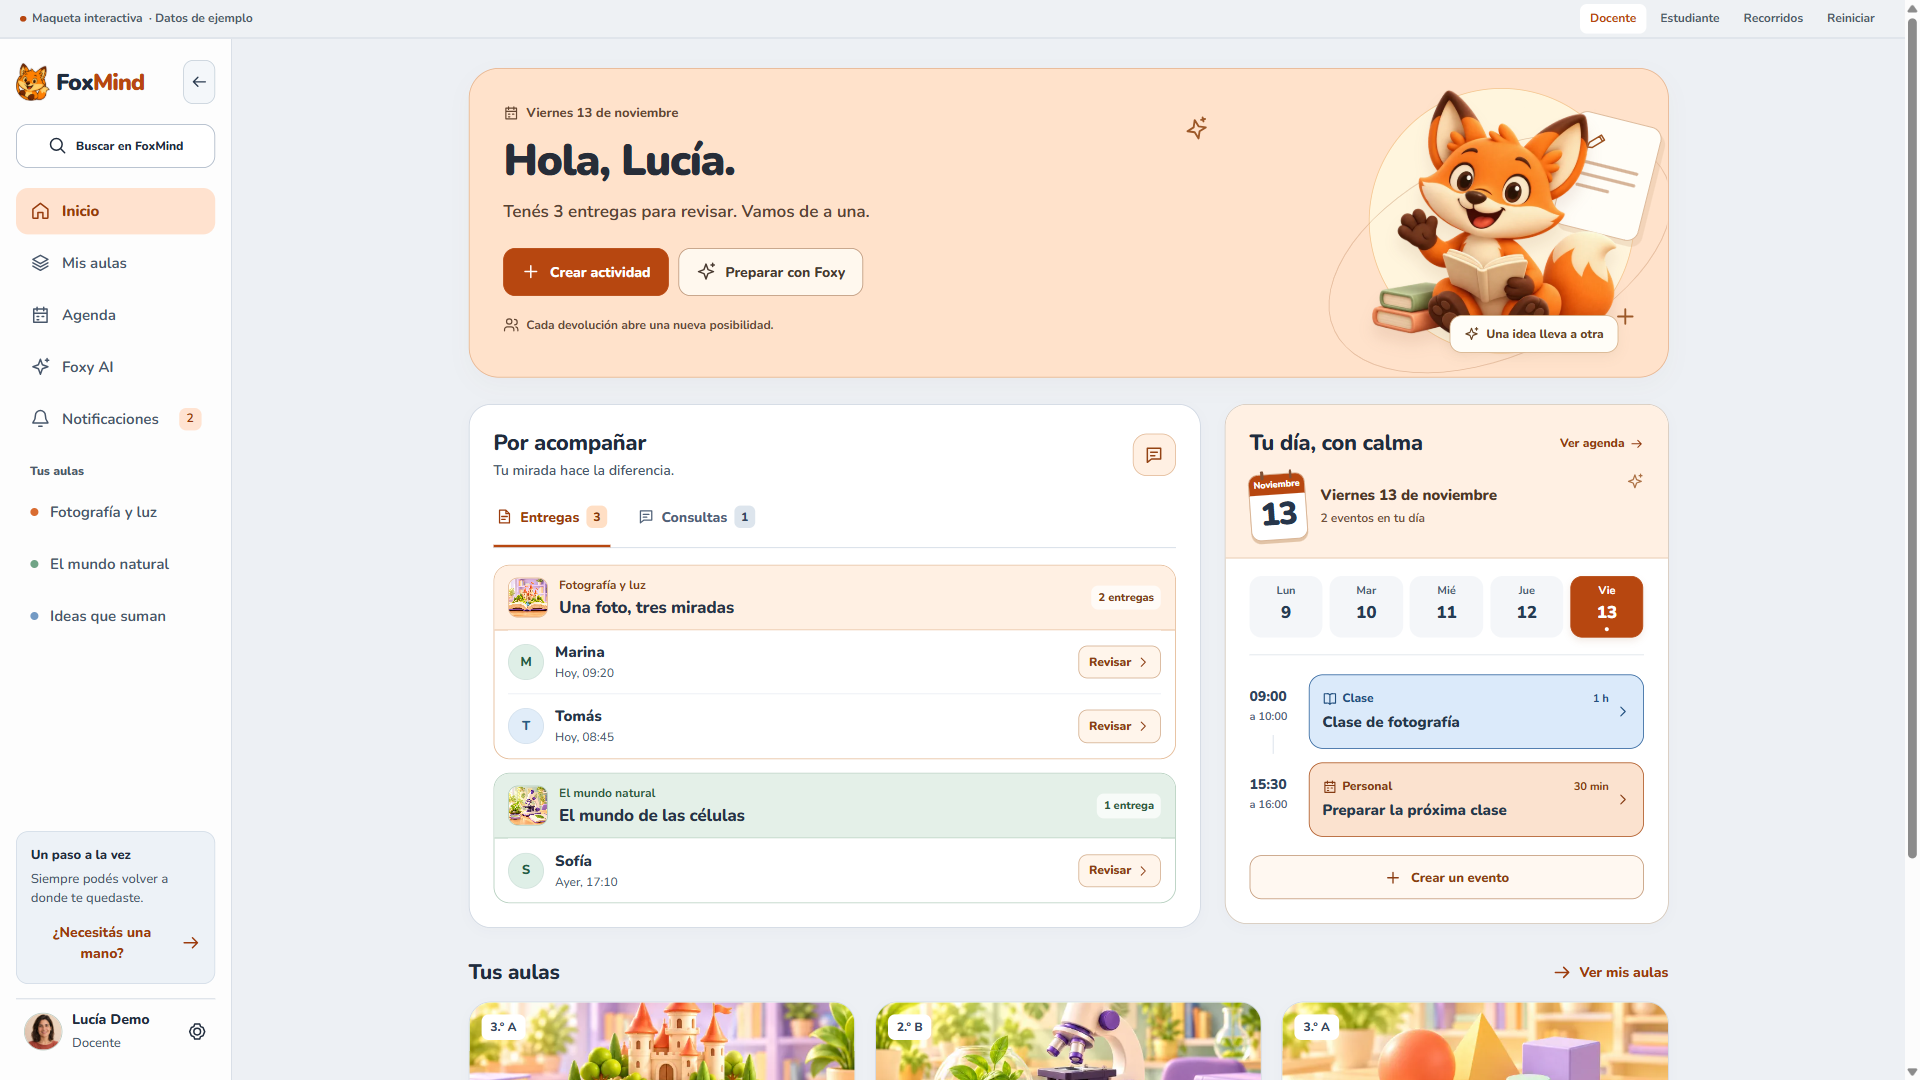 Maqueta interactiva · Datos de ejemplo
Docente
Estudiante
Recorridos
Reiniciar
FoxMind
Buscar en FoxMind
Inicio
Mis aulas
Agenda
Foxy AI
Notificaciones 2
Tus aulas
Fotografía y luz
El mundo natural
Ideas que suman
Un paso a la vez
Siempre podés volver a
donde te quedaste.
¿Necesitás una
mano?
Lucía Demo
Docente
Viernes 13 de noviembre
Hola, Lucía.
Tenés 3 entregas para revisar. Vamos de a una.
Crear actividad
Preparar con Foxy
Cada devolución abre una nueva posibilidad.
Una idea lleva a otra
Por acompañar
Tu mirada hace la diferencia.
Entregas 3
Consultas 1
Fotografía y luz
Una foto, tres miradas
2 entregas
M
Marina
Hoy, 09:20
Revisar
T
Tomás
Hoy, 08:45
Revisar
El mundo natural
El mundo de las células
1 entrega
S
Sofía
Ayer, 17:10
Revisar
Tu día, con calma
Ver agenda
Noviembre
13
Viernes 13 de noviembre
2 eventos en tu día
Lun
9
Mar
10
Mié
11
Jue
12
Vie
13
09:00
a 10:00
Clase
1 h
Clase de fotografía
15:30
a 16:00
Personal
30 min
Preparar la próxima clase
Crear un evento
Tus aulas
Ver mis aulas
3.º A
2.º B
3.º A